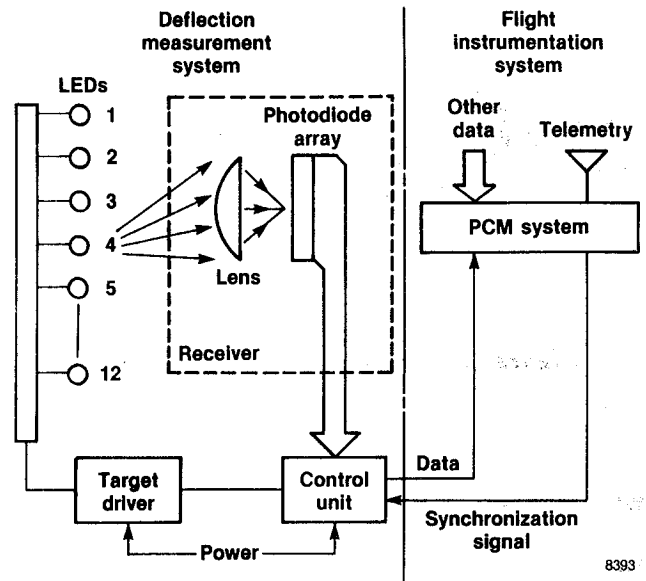 Deflection
measurement
system
Flight
instrumentation
system
LEDs
1
2
3
4
5
12
Photodiode
array
Lens
Receiver
Other
data
Telemetry
PCM system
Target
driver
Control
unit
Data
Synchronization
signal
Power
8393